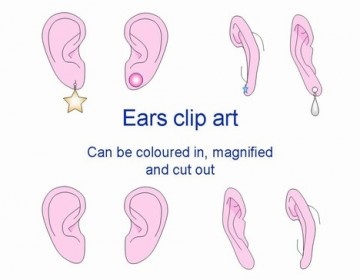 Ears clip art
Can be coloured in, magnified
and cut out